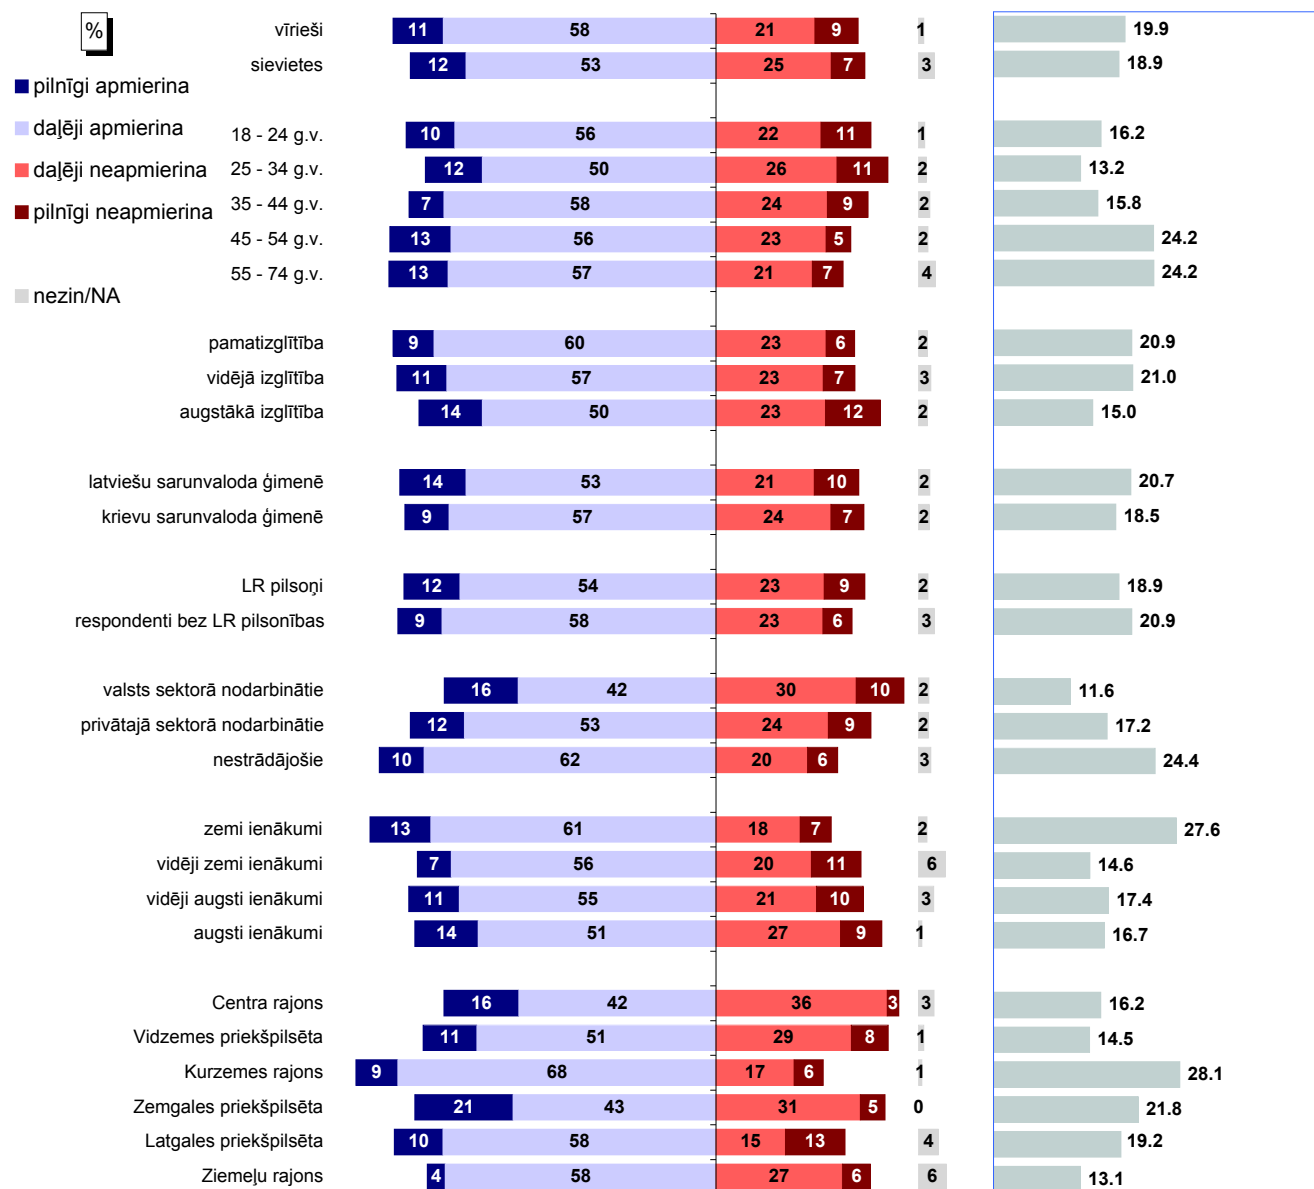 %
pilnīgi apmierina
daļēji apmierina
daļēji neapmierina
pilnīgi neapmierina
nezin/NA
vīrieši 11 58 21 9 1 19.9
sievietes 12 53 25 7 3 18.9
18 - 24 g.v. 10 56 22 11 1 16.2
25 - 34 g.v. 12 50 26 11 2 13.2
35 - 44 g.v. 7 58 24 9 2 15.8
45 - 54 g.v. 13 56 23 5 2 24.2
55 - 74 g.v. 13 57 21 7 4 24.2
pamatizglītība 9 60 23 6 2 20.9
vidējā izglītība 11 57 23 7 3 21.0
augstākā izglītība 14 50 23 12 2 15.0
latviešu sarunvaloda ģimenē 14 53 21 10 2 20.7
krievu sarunvaloda ģimenē 9 57 24 7 2 18.5
LR pilsoņi 12 54 23 9 2 18.9
respondenti bez LR pilsonības 9 58 23 6 3 20.9
valsts sektorā nodarbinātie 16 42 30 10 2 11.6
privātajā sektorā nodarbinātie 12 53 24 9 2 17.2
nestrādājošie 10 62 20 6 3 24.4
zemi ienākumi 13 61 18 7 2 27.6
vidēji zemi ienākumi 7 56 20 11 6 14.6
vidēji augsti ienākumi 11 55 21 10 3 17.4
augsti ienākumi 14 51 27 9 1 16.7
Centra rajons 16 42 36 3 3 16.2
Vidzemes priekšpilsēta 11 51 29 8 1 14.5
Kurzemes rajons 9 68 17 6 1 28.1
Zemgales priekšpilsēta 21 43 31 5 0 21.8
Latgales priekšpilsēta 10 58 15 13 4 19.2
Ziemeļu rajons 4 58 27 6 6 13.1